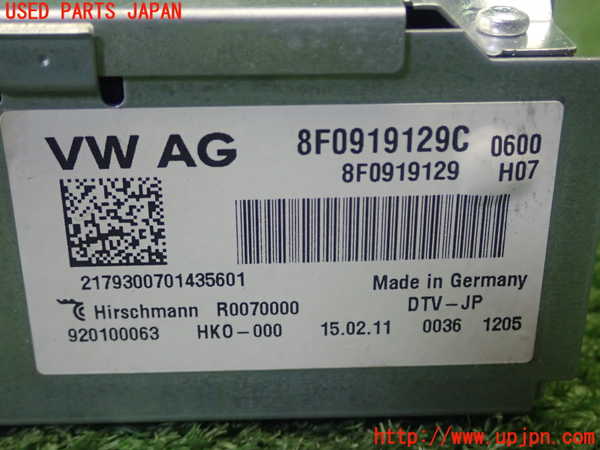 USED PARTS JAPAN
VW AG
8F0919129C 0600
8F0919129 H07
2179300701435601
Made in Germany
Hirschmann R0070000 DTV-JP
920100063 HKO-000 15.02.11 0036 1205
http://www.upjpn.com